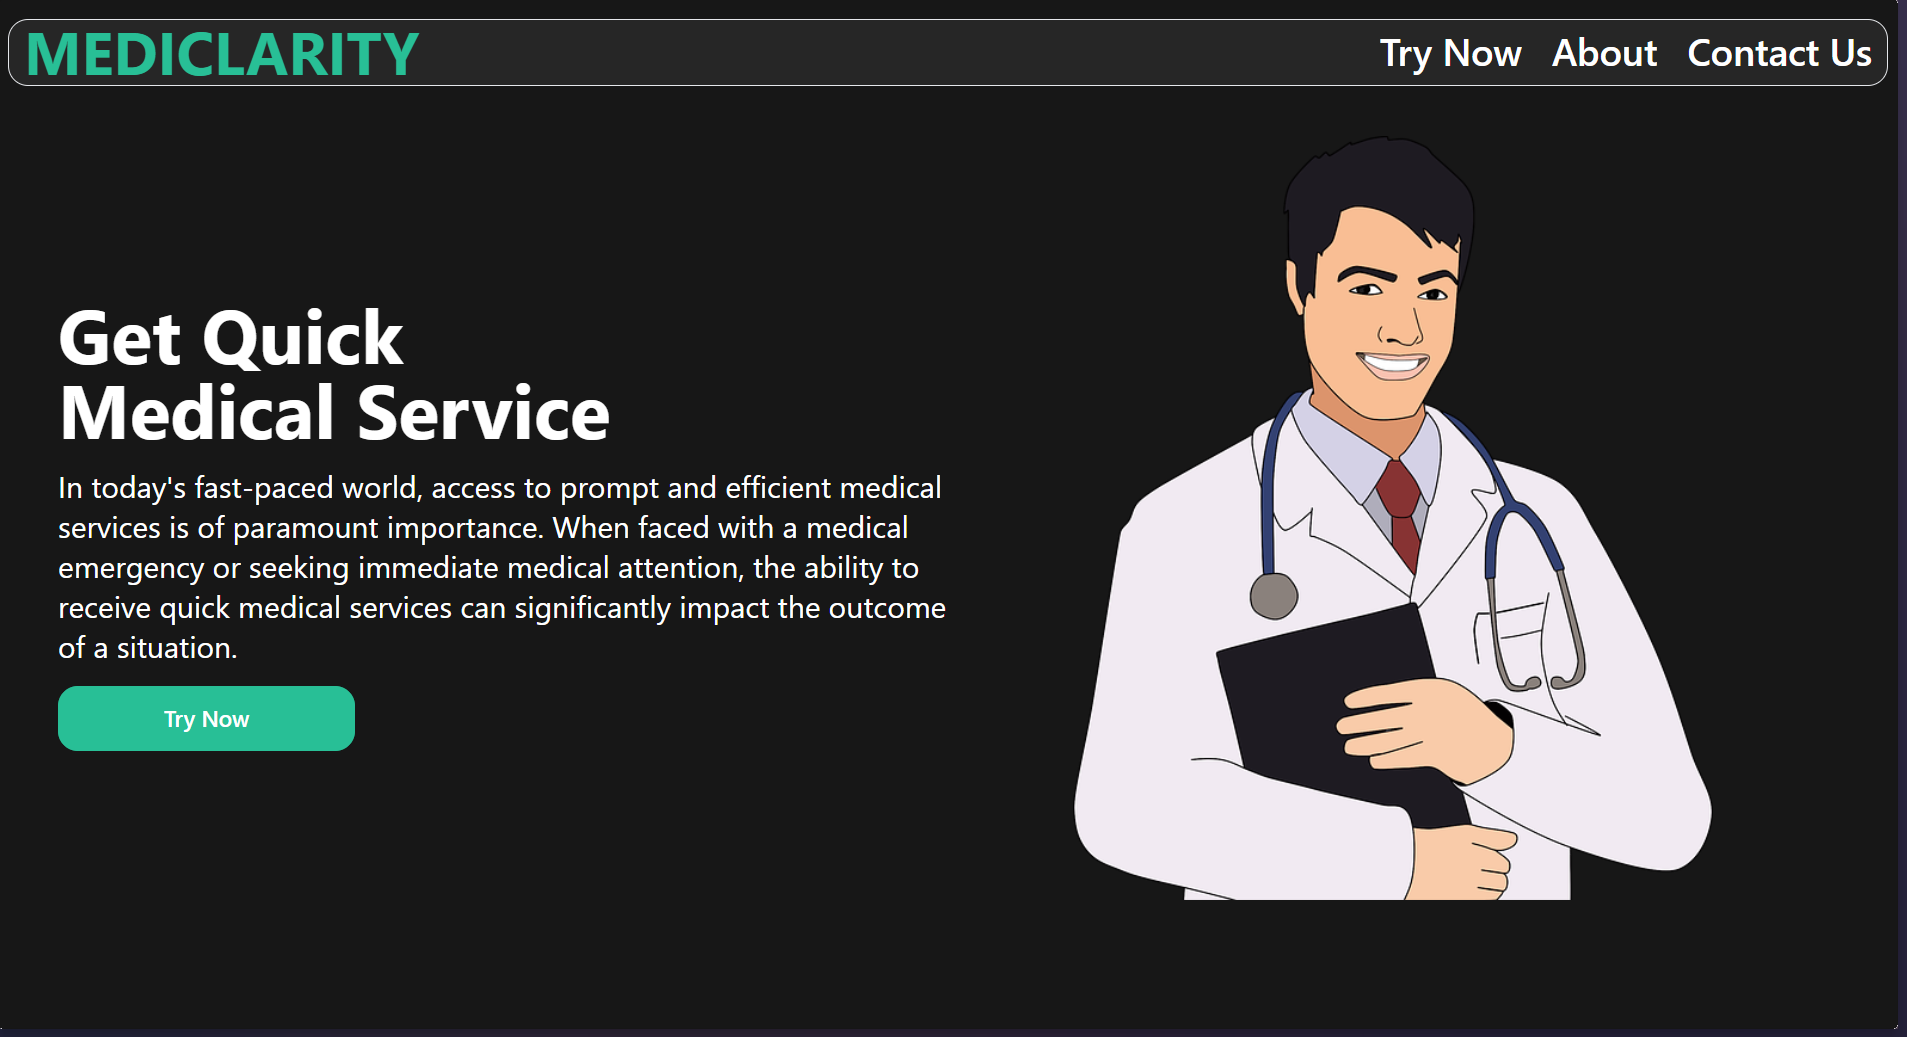 MEDICLARITY
Try Now About Contact Us
Get Quick
Medical Service
In today's fast-paced world, access to prompt and efficient medical
services is of paramount importance. When faced with a medical
emergency or seeking immediate medical attention, the ability to
receive quick medical services can significantly impact the outcome
of a situation.
Try Now